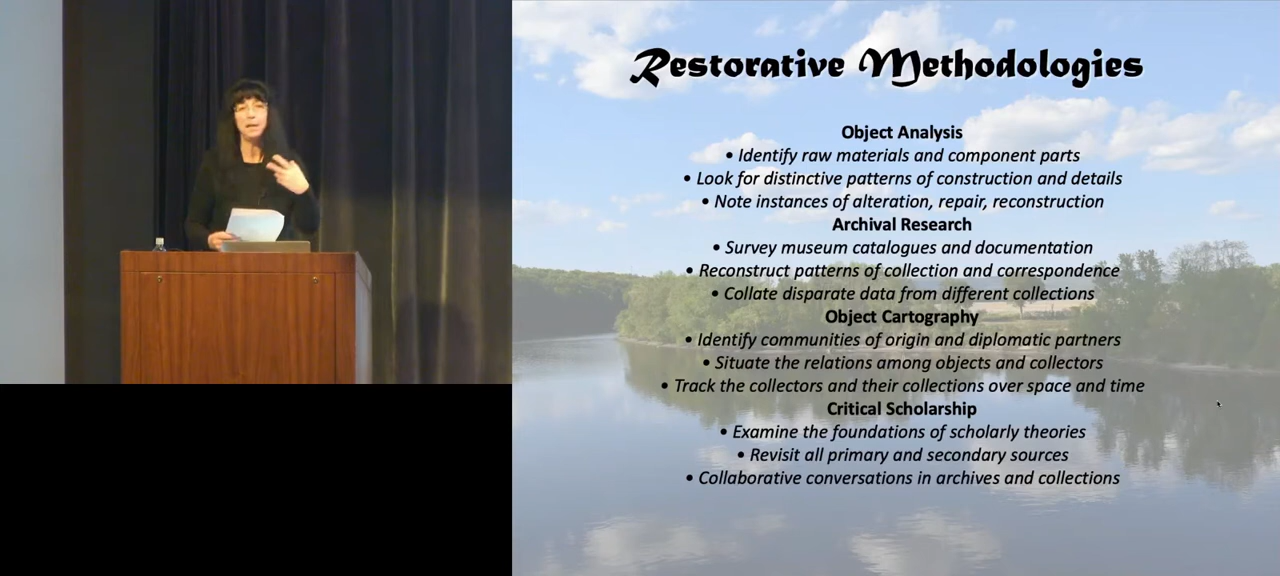 Restorative Methodologies
Object Analysis
• Identify raw materials and component parts
• Look for distinctive patterns of construction and details
• Note instances of alteration, repair, reconstruction
Archival Research
• Survey museum catalogues and documentation
• Reconstruct patterns of collection and correspondence
• Collate disparate data from different collections
Object Cartography
• Identify communities of origin and diplomatic partners
• Situate the relations among objects and collectors
• Track the collectors and their collections over space and time
Critical Scholarship
• Examine the foundations of scholarly theories
• Revisit all primary and secondary sources
• Collaborative conversations in archives and collections